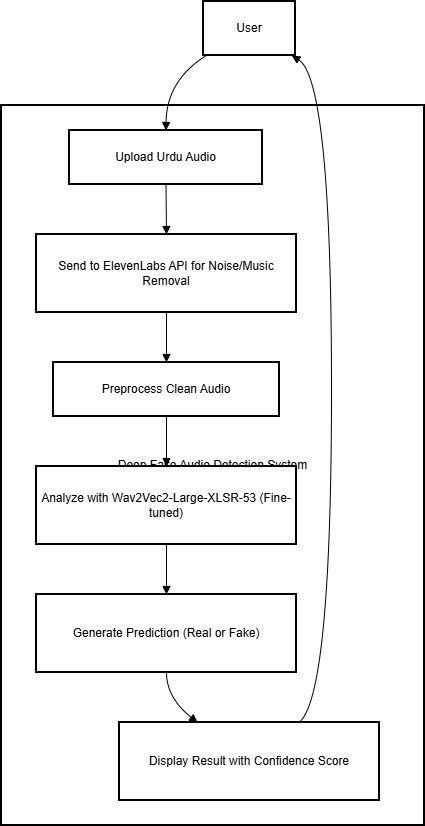 User
Upload Urdu Audio
Send to ElevenLabs API for Noise/Music
Removal
Preprocess Clean Audio
Deep Fake Audio Detection System
Analyze with Wav2Vec2-Large-XLSR-53 (Fine-
tuned)
Generate Prediction (Real or Fake)
Display Result with Confidence Score